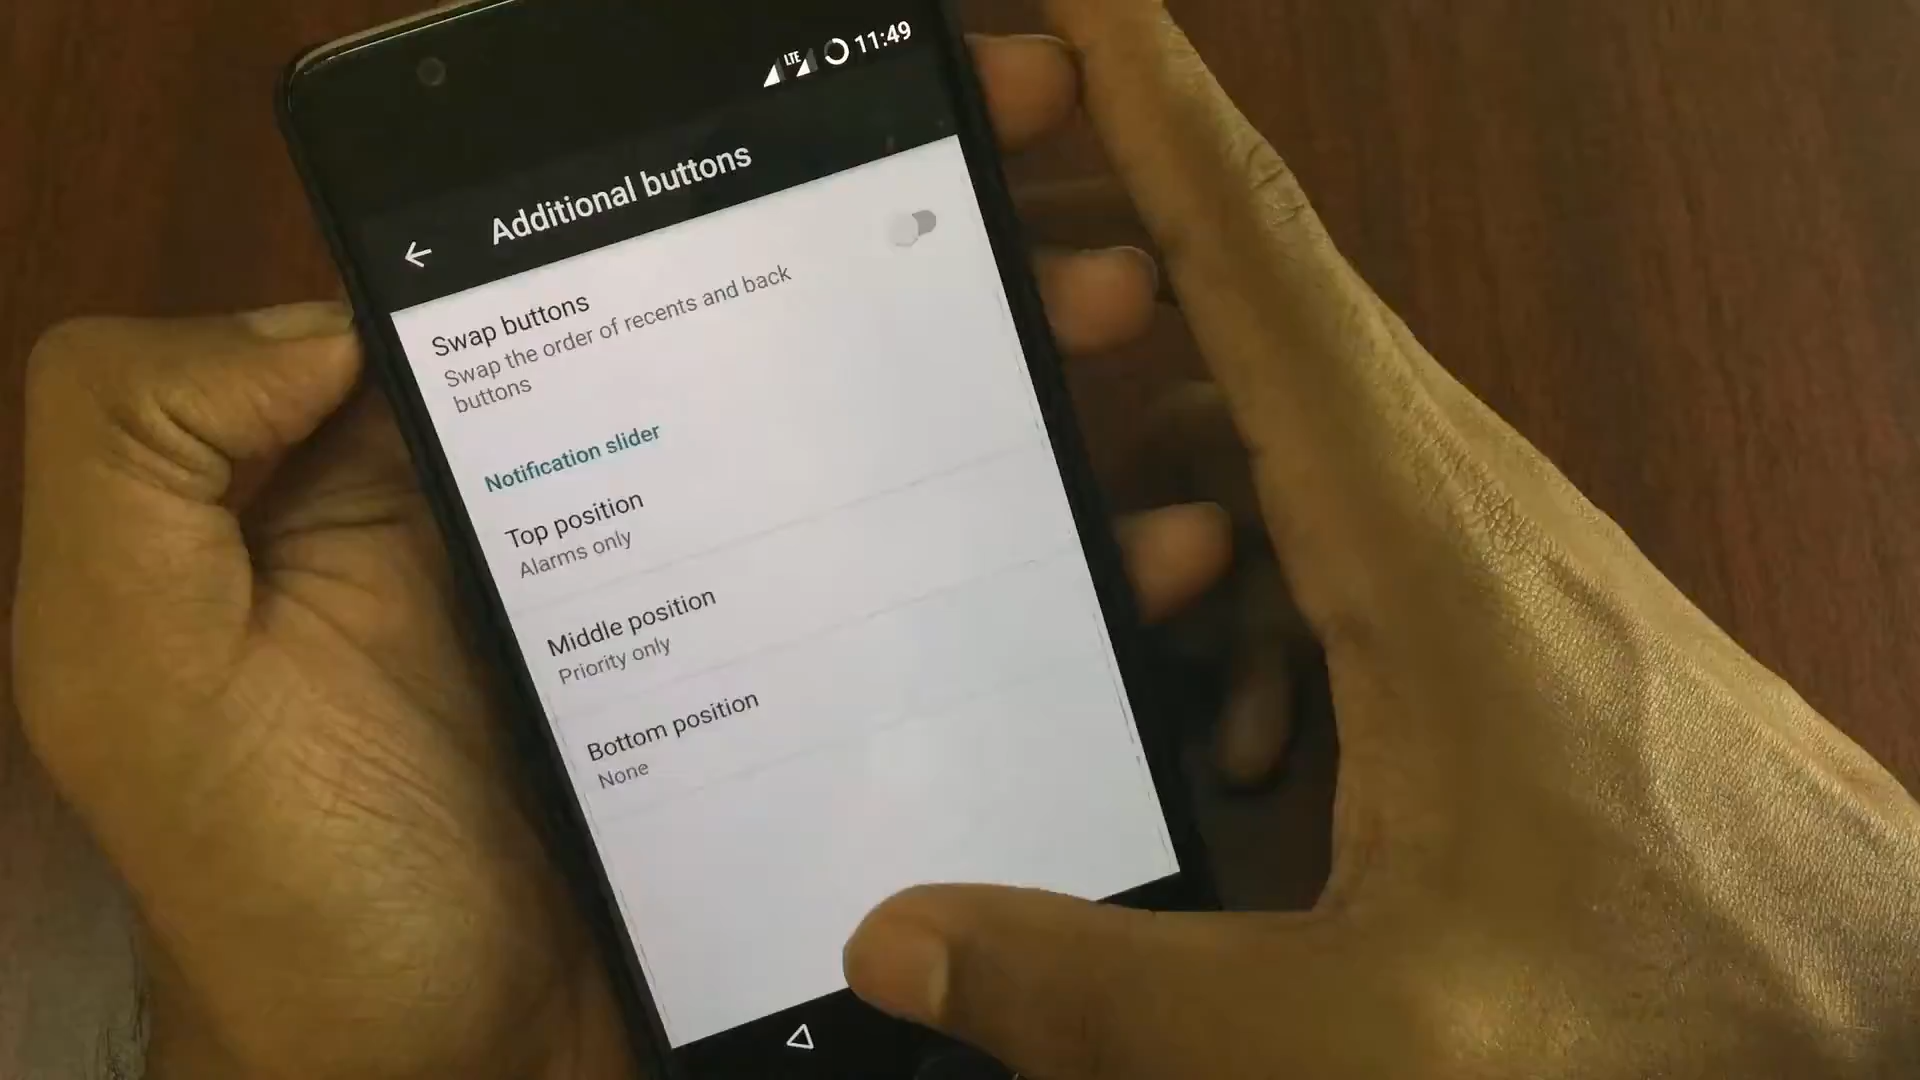 LTE 11:49
Additional buttons
Swap buttons
Swap the order of recents and back
buttons
Notification slider
Top position
Alarms only
Middle position
Priority only
Bottom position
None